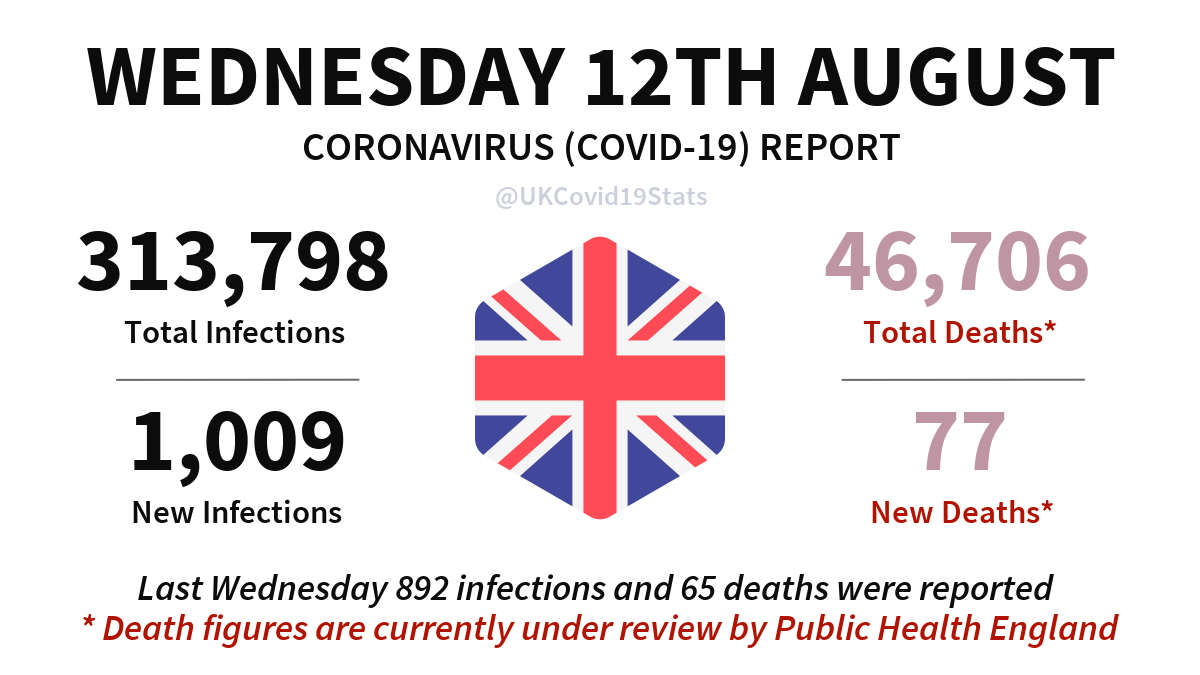 WEDNESDAY 12TH AUGUST
CORONAVIRUS (COVID-19) REPORT
@UKCovid19Stats
313,798
Total Infections
1,009
New Infections
46,706
Total Deaths*
77
New Deaths*
Last Wednesday 892 infections and 65 deaths were reported
* Death figures are currently under review by Public Health England